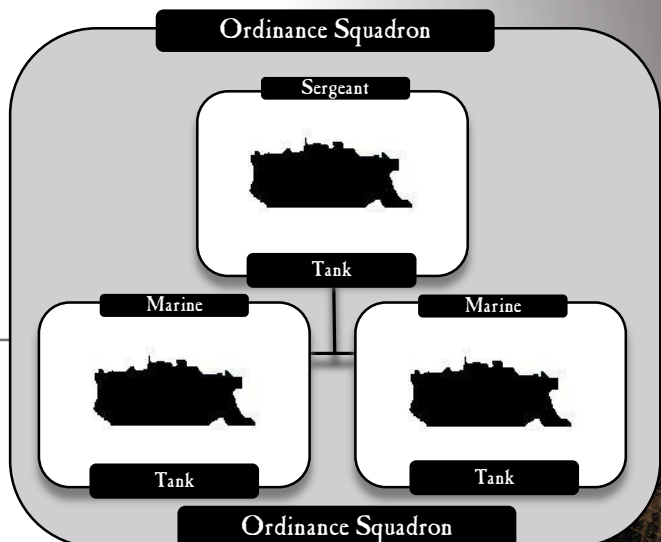 Ordinance Squadron
Sergeant
Tank
Marine
Marine
Tank
Tank
Ordinance Squadron